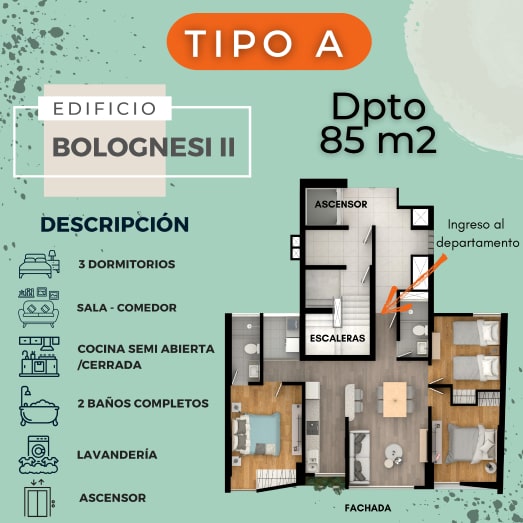 TIPO A
EDIFICIO
BOLOGNESI II
Dpto
85 m2
DESCRIPCIÓN
3 DORMITORIOS
SALA - COMEDOR
COCINA SEMI ABIERTA
/CERRADA
2 BAÑOS COMPLETOS
LAVANDERÍA
ASCENSOR
ASCENSOR
Ingreso al
departamento
ESCALERAS
FACHADA